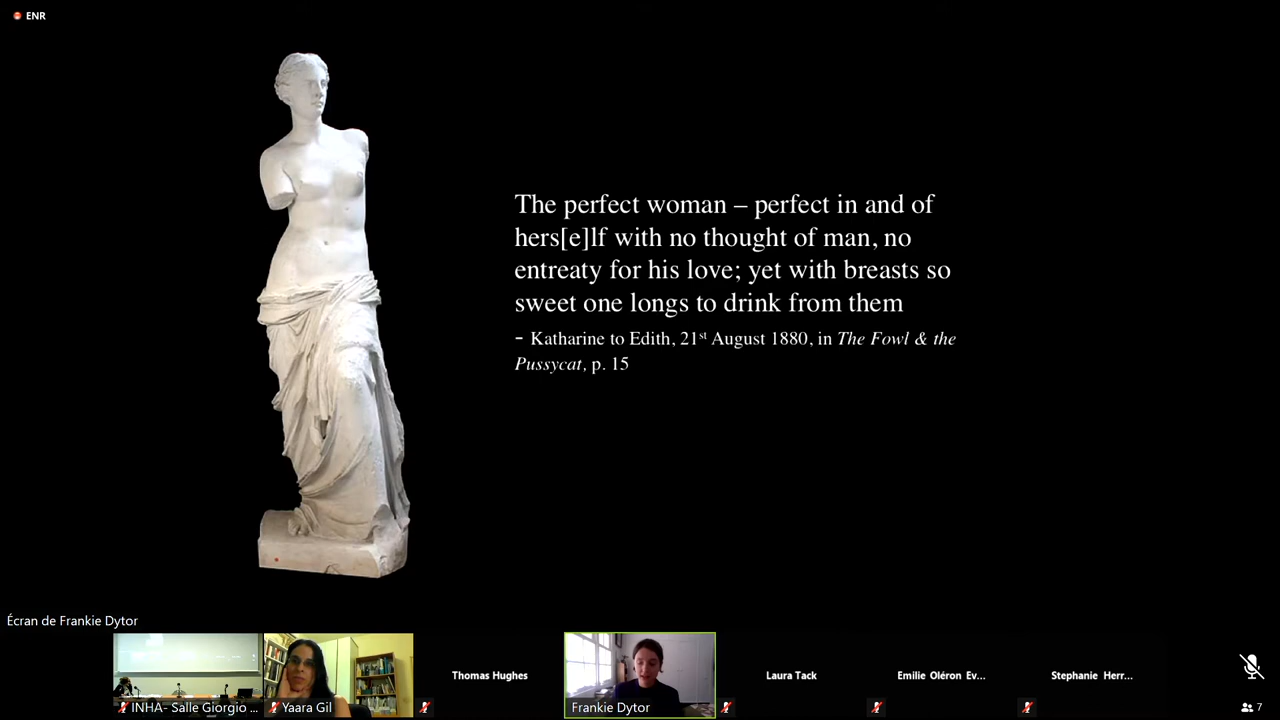 ENR
The perfect woman – perfect in and of
hers[e]lf with no thought of man, no
entreaty for his love; yet with breasts so
sweet one longs to drink from them
- Katharine to Edith, 21st August 1880, in The Fowl & the
Pussycat, p. 15
Écran de Frankie Dytor
INHA- Salle Giorgio ...
Yaara Gil
Thomas Hughes
Frankie Dytor
Laura Tack
Emilie Oléron Ev...
Stephanie Herr...
7